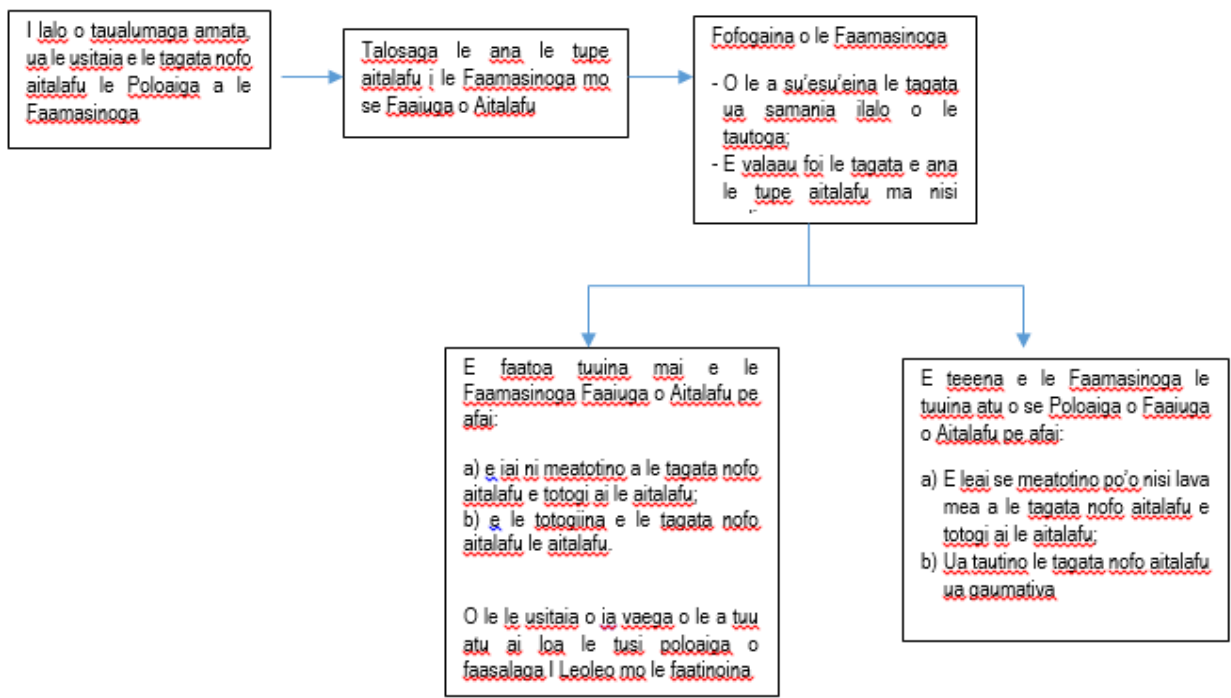 I lalo o taualumaga amata,
ua le usitaia e le tagata nofo
aitalafu le Poloaiga a le
Faamasinoga
Talosaga le ana le tupe
aitalafu i le Faamasinoga mo
se Faaiuga o Aitalafu
Fofogaina o le Faamasinoga
- O le a su'esu'eina le tagata
ua samania ilalo o le
tautoga;
- E valaau foi le tagata e ana
le tupe aitalafu ma nisi
E faatoa tuuina mai e le
Faamasinoga Faaiuga o Aitalafu pe
afai:
a) e iai ni meatotino a le tagata nofo
aitalafu e totogi ai le aitalafu;
b) e le totogiina e le tagata nofo
aitalafu le aitalafu.
O le le usitaia o ia vaega o le a tuu
atu ai loa le tusi poloaiga o
faasalaga I Leoleo mo le faatinoina.
E teeena e le Faamasinoga le
tuuina atu o se Poloaiga o Faaiuga
o Aitalafu pe afai:
a) E leai se meatotino po'o nisi lava
mea a le tagata nofo aitalafu e
totogi ai le aitalafu;
b) Ua tautino le tagata nofo aitalafu
ua gaumativa